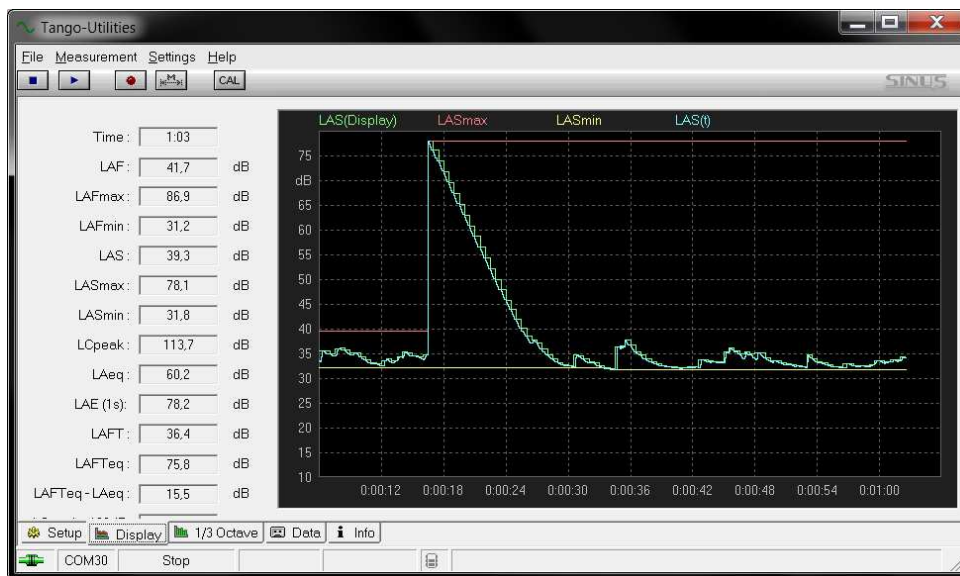 Tango-Utilities
File Measurement Settings Help
CAL
SINUS
Time : 1:03
LAF : 41,7 dB
LAFmax : 86,9 dB
LAFmin : 31,2 dB
LAS : 39,3 dB
LASmax : 78,1 dB
LASmin : 31,8 dB
LCpeak : 113,7 dB
LAeq : 60,2 dB
LAE (1s): 78,2 dB
LAFT : 36,4 dB
LAFTeq : 75,8 dB
LAFTeq - LAeq : 15,5 dB
LAS(Display) LASmax LASmin LAS(t)
75
dB
65
60
55
50
45
40
35
30
25
20
15
10
0:00:12 0:00:18 0:00:24 0:00:30 0:00:36 0:00:42 0:00:48 0:00:54 0:01:00
Setup Display 1/3 Octave Data Info
COM30 Stop